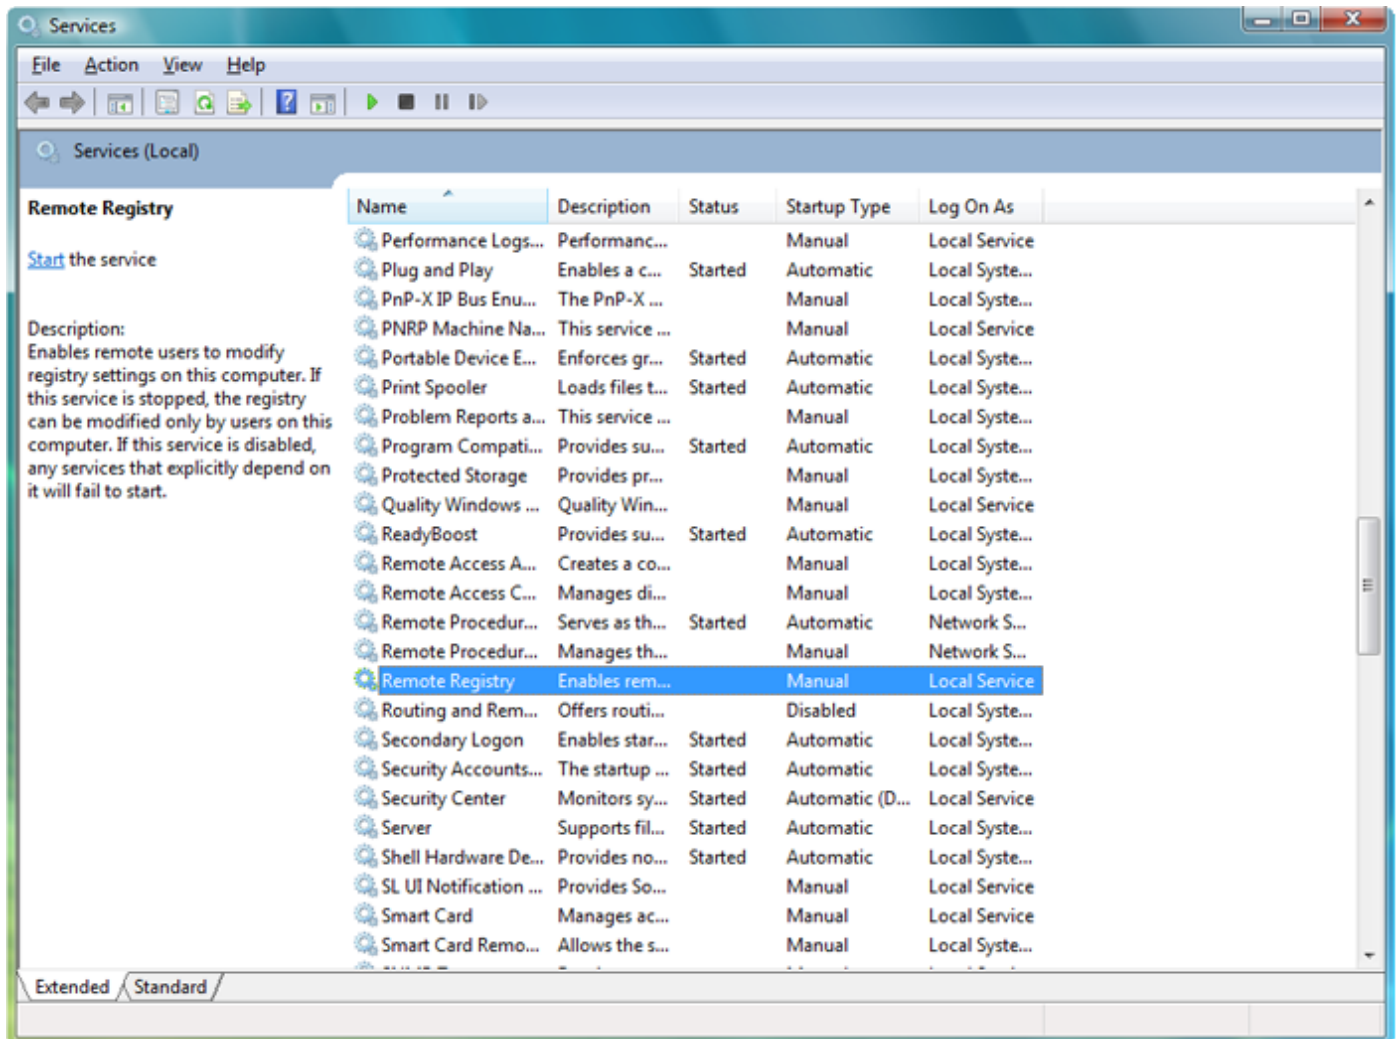 Services
File Action View Help
Services (Local)
Remote Registry
Start the service
Description:
Enables remote users to modify
registry settings on this computer. If
this service is stopped, the registry
can be modified only by users on this
computer. If this service is disabled,
any services that explicitly depend on
it will fail to start.
Name Description Status Startup Type Log On As
Performance Logs... Performanc... Manual Local Service
Plug and Play Enables a c... Started Automatic Local Syste...
PnP-X IP Bus Enu... The PnP-X ... Manual Local Syste...
PNRP Machine Na... This service ... Manual Local Service
Portable Device E... Enforces gr... Started Automatic Local Syste...
Print Spooler Loads files t... Started Automatic Local Syste...
Problem Reports a... This service ... Manual Local Syste...
Program Compati... Provides su... Started Automatic Local Syste...
Protected Storage Provides pr... Manual Local Syste...
Quality Windows ... Quality Win... Manual Local Service
ReadyBoost Provides su... Started Automatic Local Syste...
Remote Access A... Creates a co... Manual Local Syste...
Remote Access C... Manages di... Manual Local Syste...
Remote Procedur... Serves as th... Started Automatic Network S...
Remote Procedur... Manages th... Manual Network S...
Remote Registry Enables rem... Manual Local Service
Routing and Rem... Offers routi... Disabled Local Syste...
Secondary Logon Enables star... Started Automatic Local Syste...
Security Accounts... The startup ... Started Automatic Local Syste...
Security Center Monitors sy... Started Automatic (D... Local Service
Server Supports fil... Started Automatic Local Syste...
Shell Hardware De... Provides no... Started Automatic Local Syste...
SL UI Notification ... Provides So... Manual Local Service
Smart Card Manages ac... Manual Local Service
Smart Card Remo... Allows the s... Manual Local Syste...
Extended Standard